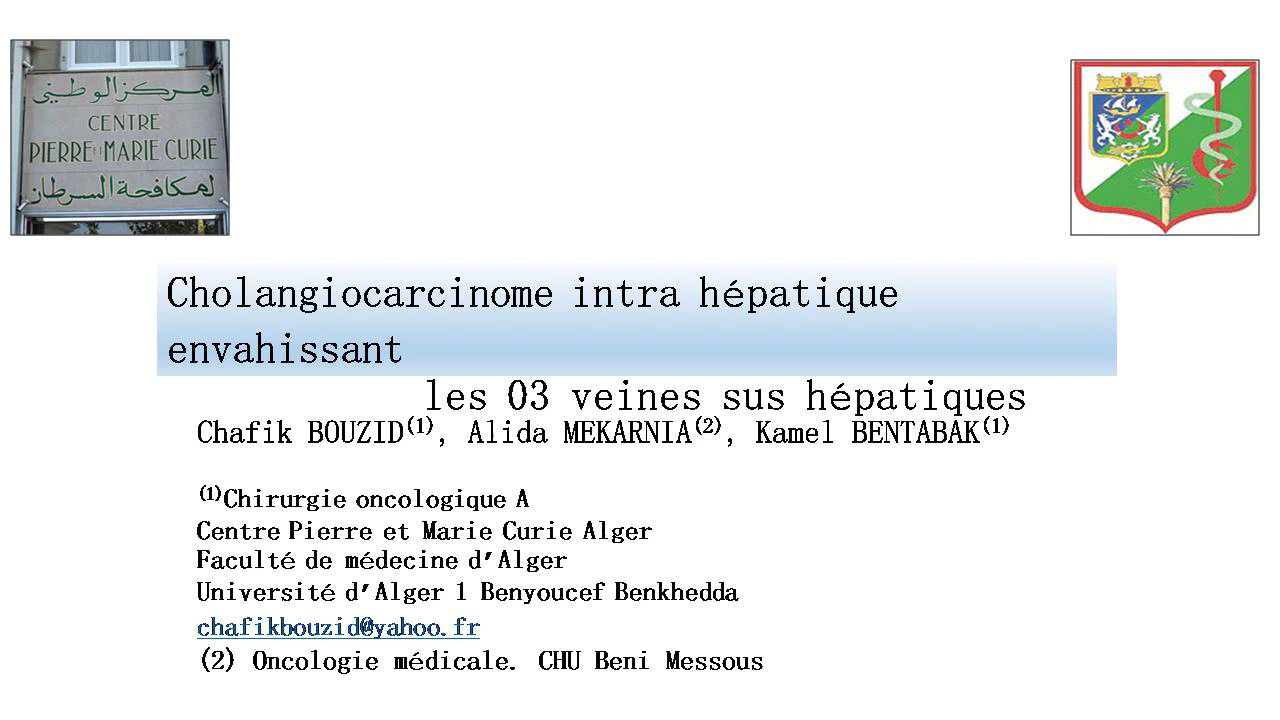 المركز الوطني
CENTRE
PIERRE ET MARIE CURIE
لمكافحة السرطان
Cholangiocarcinome intra hépatique
envahissant
les 03 veines sus hépatiques
Chafik BOUZID(1), Alida MEKARNIA(2), Kamel BENTABAK(1)
(1)Chirurgie oncologique A
Centre Pierre et Marie Curie Alger
Faculté de médecine d’Alger
Université d’Alger 1 Benyoucef Benkhedda
chafikbouzid@yahoo.fr
(2) Oncologie médicale. CHU Beni Messous